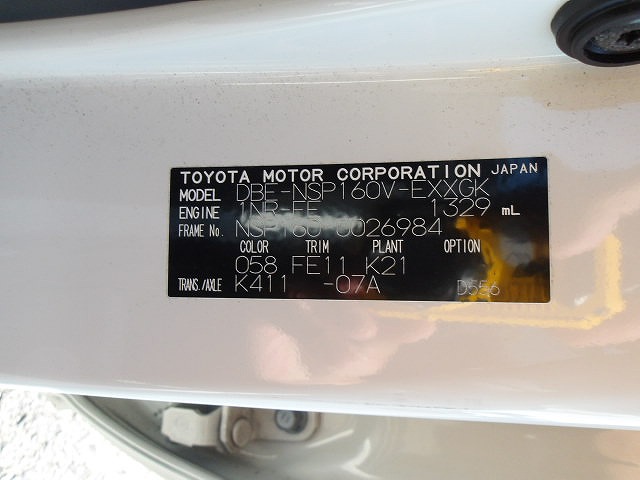 TOYOTA MOTOR CORPORATION JAPAN
MODEL DBE-NSP160V-EXXGK
ENGINE 1NR-FE 1329 mL
FRAME No. NSP160-0026984
COLOR TRIM PLANT OPTION
058 FE11 K21
TRANS./AXLE K411 -07A D556